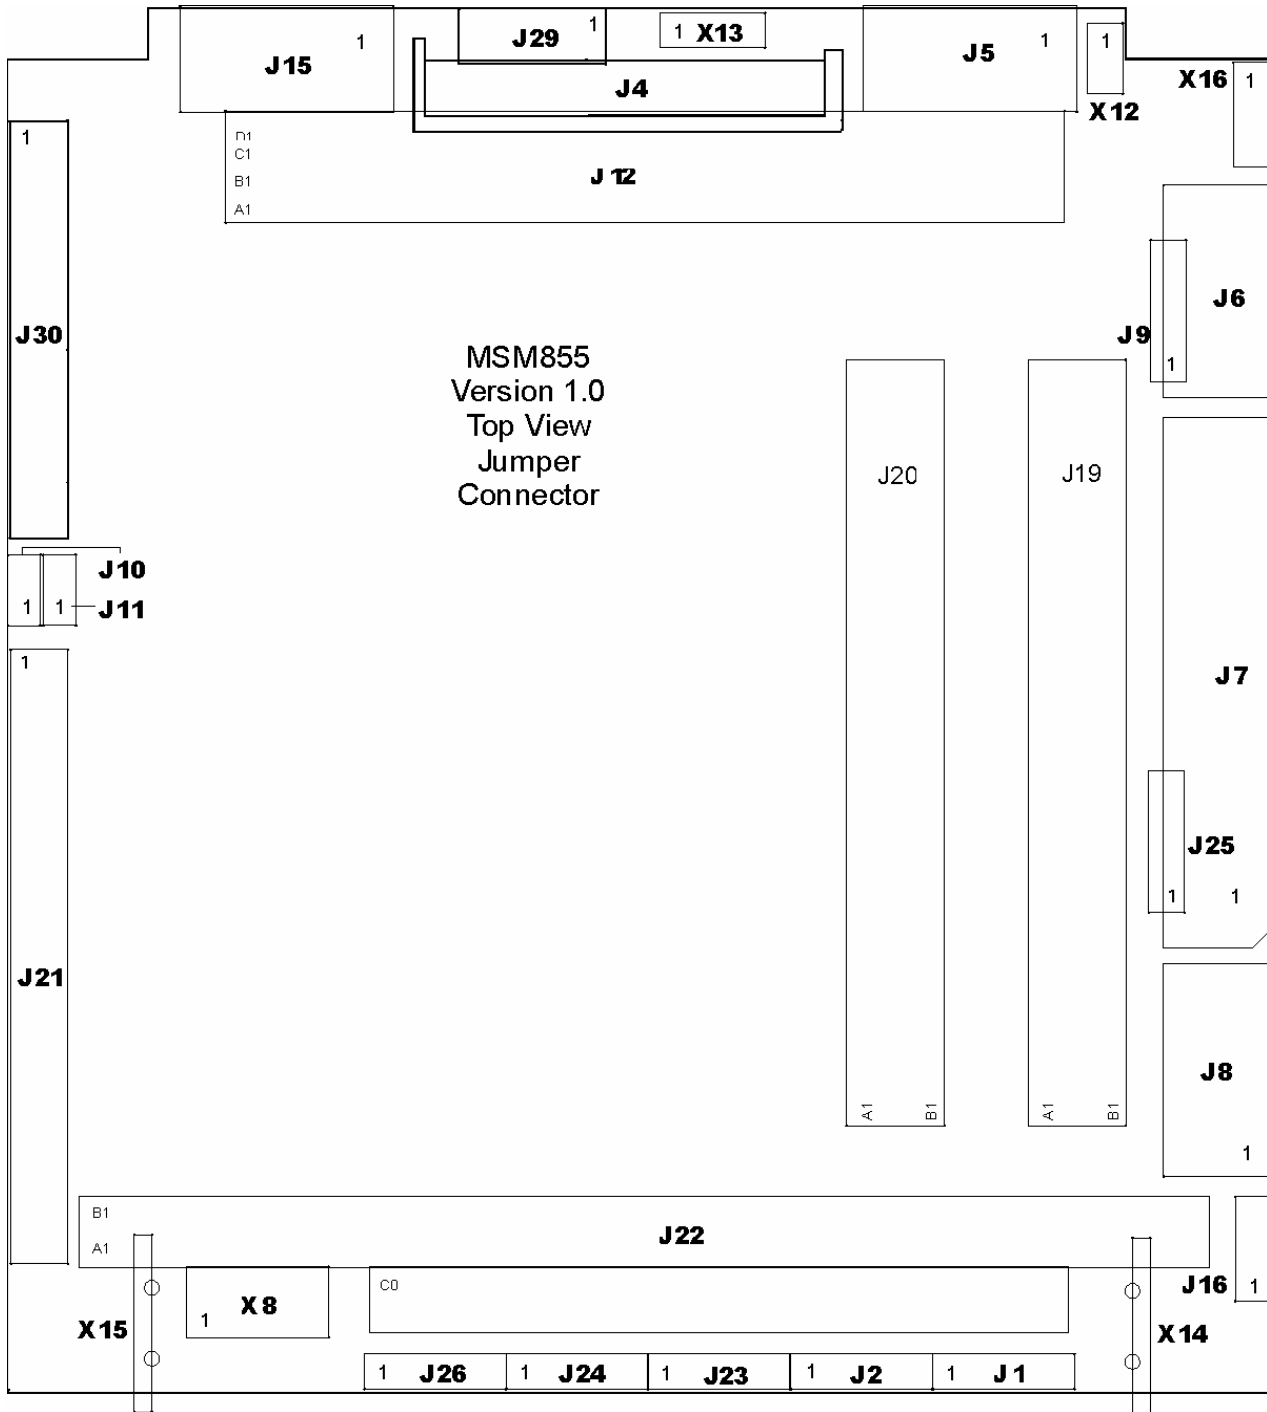 1
J29
1
1 X13
J15
J4
J5
1
1
X16
1
X12
1
D1
C1
B1
A1
J12
J30
J9
1
J6
MSM855
Version 1.0
Top View
Jumper
Connector
J20
J19
J10
J11
1
1
1
J7
J25
1
1
J21
J8
1
A1
B1
A1
B1
B1
A1
J22
C0
X8
1
X15
J16
1
X14
1 J26
1 J24
1 J23
1 J2
1 J1